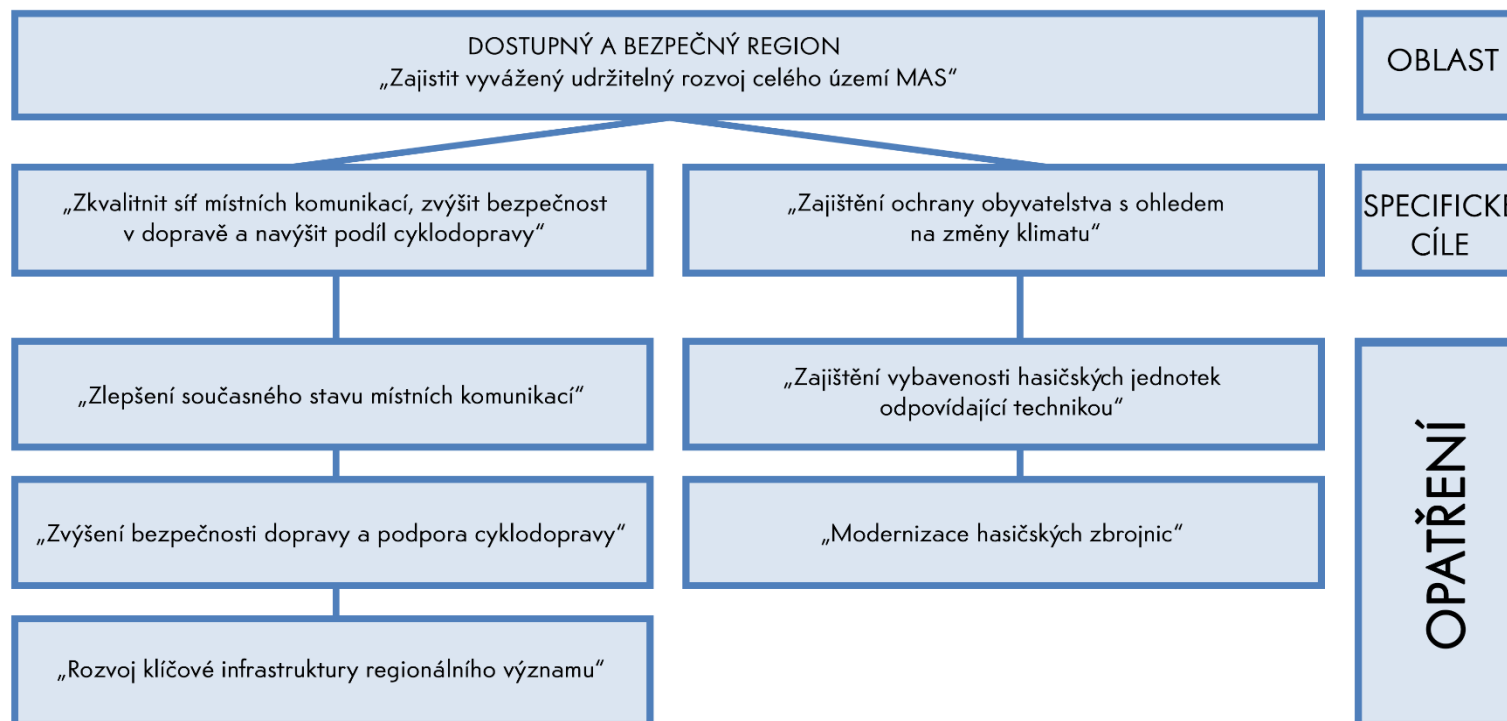 DOSTUPNÝ A BEZPEČNÝ REGION
„Zajistit vyvážený udržitelný rozvoj celého území MAS“
OBLAST
„Zkvalitnit síť místních komunikací, zvýšit bezpečnost
v dopravě a navýšit podíl cyklodopravy“
„Zajištění ochrany obyvatelstva s ohledem
na změny klimatu“
SPECIFICKÉ
CÍLE
„Zlepšení současného stavu místních komunikací“
„Zajištění vybavenosti hasičských jednotek
odpovídající technikou“
OPATŘENÍ
„Zvýšení bezpečnosti dopravy a podpora cyklodopravy“
„Modernizace hasičských zbrojnic“
„Rozvoj klíčové infrastruktury regionálního významu“